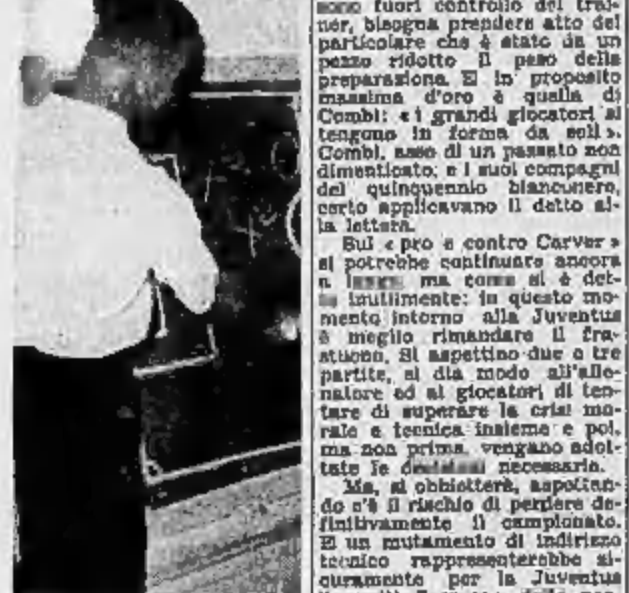 sono fuori controllo del trai-
ner, bisogna prendere atto del
particolare che è stato da un
pezzo ridotto il peso della
preparazione. E in proposito
massima d'oro è quella di
Combi: « i grandi giocatori si
tengono in forma da soli ».
Combi, asso di un passato non
dimenticato; e i suoi compagni
del quinquennio bianconero,
certo applicavano il detto al-
la lettera.
Sul « pro e contro Carver »
si potrebbe continuare ancora
a ma come si è det-
inutilmente: in questo mo-
mento intorno alla Juventus
è meglio rimandare il fra-
stuono. Si aspettino due o tre
partite, si dia modo all'alle-
natore ed ai giocatori di ten-
tare di superare la crisi mo-
rale e tecnica insieme e poi,
ma non prima, vengano adot-
tate le necessarie.
Ma, si obbietterà, aspettan-
do c'è il rischio di perdere de-
finitivamente il campionato.
E un mutamento di indirizzo
tecnico rappresenterebbe si-
curamente per la Juventus